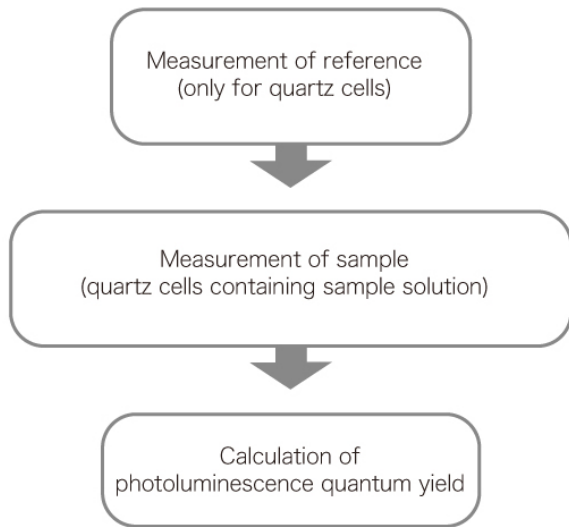 Measurement of reference
(only for quartz cells)
Measurement of sample
(quartz cells containing sample solution)
Calculation of
photoluminescence quantum yield